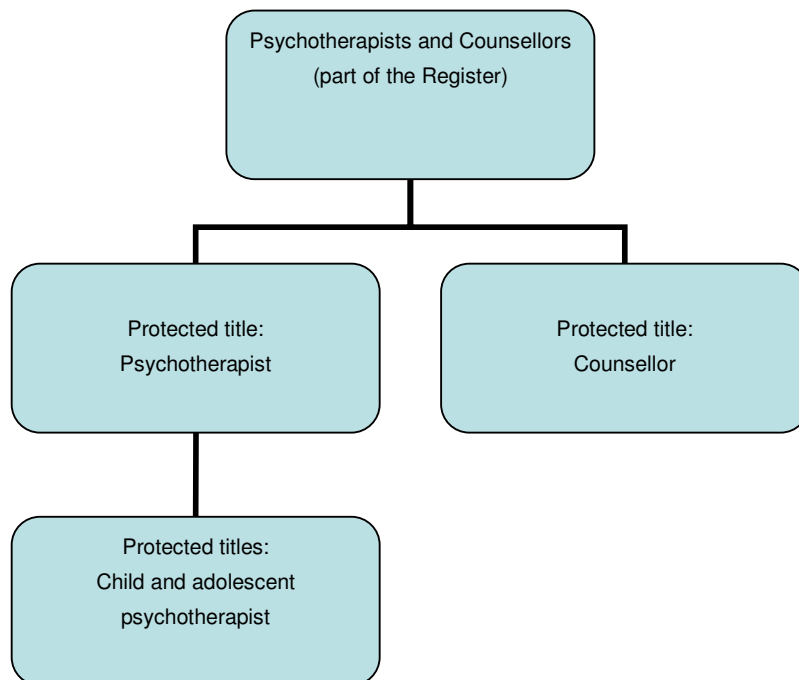 Psychotherapists and Counsellors
(part of the Register)
Protected title:
Psychotherapist
Protected title:
Counsellor
Protected titles:
Child and adolescent
psychotherapist